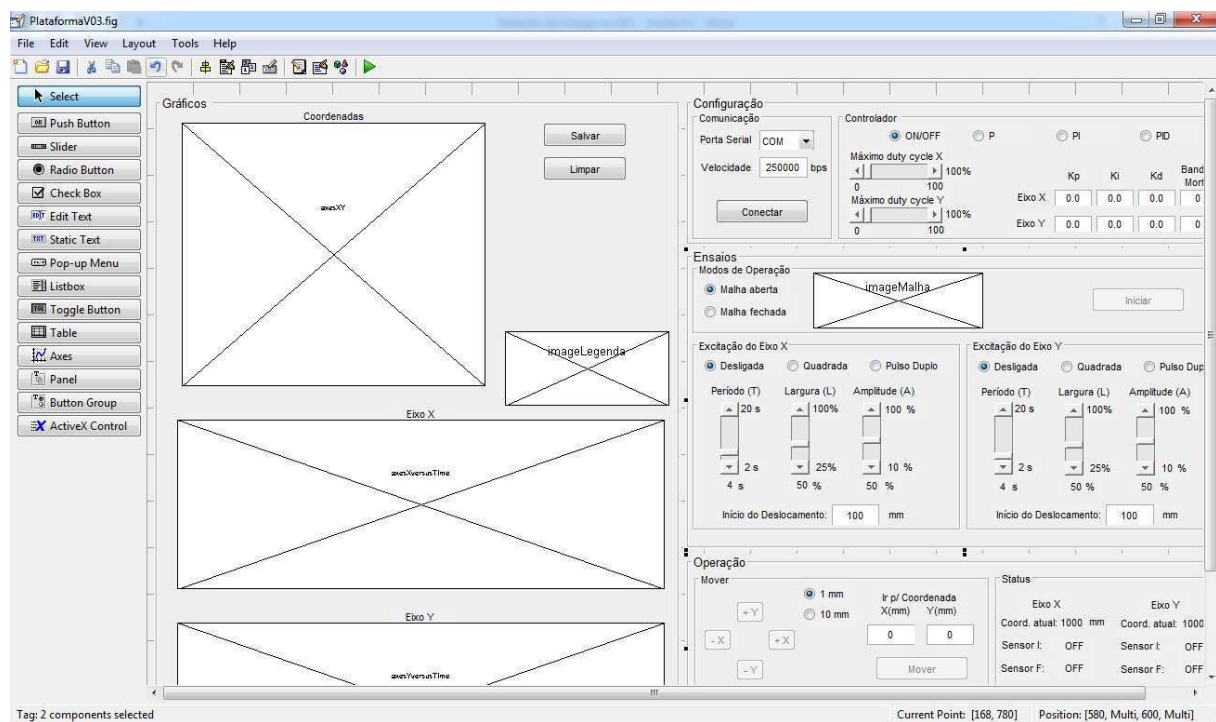 PlataformaV03.fig
File Edit View Layout Tools Help
Select
Push Button
Slider
Radio Button
Check Box
Edit Text
Static Text
Pop-up Menu
Listbox
Toggle Button
Table
Axes
Panel
Button Group
ActiveX Control
Gráficos
Coordenadas
axesXY
Salvar
Limpar
imageLegenda
Eixo X
axesXversusTime
Eixo Y
axesYversusTime
Configuração
Comunicação
Porta Serial COM
Velocidade 250000 bps
Conectar
Controlador
ON/OFF P PI PID
Máximo duty cycle X
100%
0 100
Máximo duty cycle Y
100%
0 100
Kp Ki Kd Band
Mort
Eixo X 0.0 0.0 0.0 0
Eixo Y 0.0 0.0 0.0 0
Ensaios
Modos de Operação
Malha aberta
Malha fechada
imageMalha
Iniciar
Excitação do Eixo X
Desligada Quadrada Pulso Duplo
Período (T) Largura (L) Amplitude (A)
20 s 100% 100 %
2 s 25% 10 %
4 s 50 % 50 %
Início do Deslocamento: 100 mm
Excitação do Eixo Y
Desligada Quadrada Pulso Dup
Período (T) Largura (L) Amplitude (A)
20 s 100% 100 %
2 s 25% 10 %
4 s 50 % 50 %
Início do Deslocamento: 100 mm
Operação
Mover
+ Y
- X + X
- Y
1 mm
10 mm
Ir p/ Coordenada
X(mm) Y(mm)
0 0
Mover
Status
Eixo X Eixo Y
Coord. atual: 1000 mm Coord. atual: 1000
Sensor I: OFF Sensor I: OFF
Sensor F: OFF Sensor F: OFF
Tag: 2 components selected Current Point: [168, 780] Position: [580, Multi, 600, Multi]